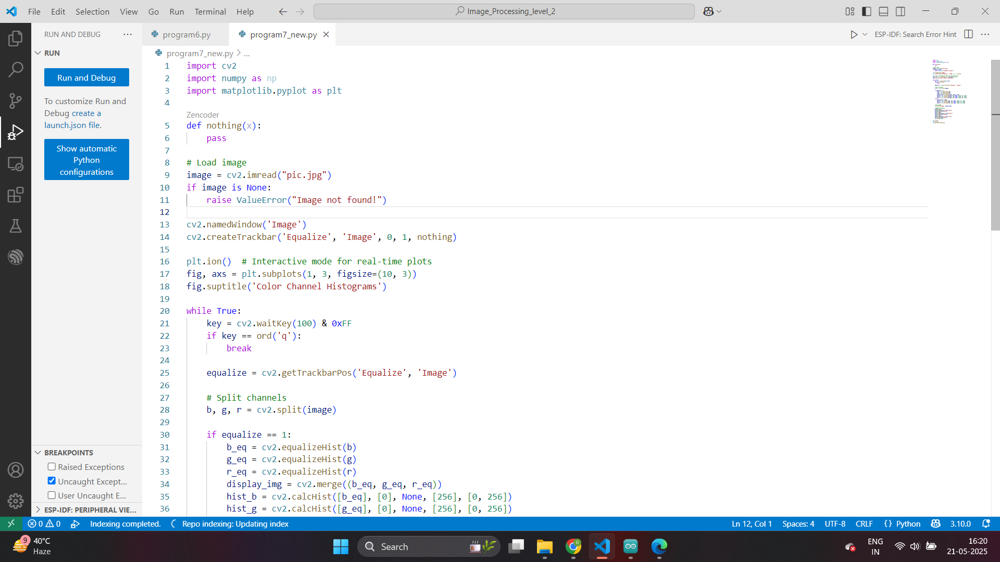 File Edit Selection View Go Run Terminal Help
Image_Processing_level_2
RUN AND DEBUG
RUN
Run and Debug
To customize Run and
Debug create a
launch.json file.
Show automatic
Python
configurations
BREAKPOINTS
Raised Exceptions
Uncaught Except...
User Uncaught E...
ESP-IDF: PERIPHERAL VIE...
program6.py
program7_new.py
ESP-IDF: Search Error Hint
program7_new.py > ...
1 import cv2
2 import numpy as np
3 import matplotlib.pyplot as plt
4
Zencoder
5 def nothing(x):
6     pass
7
8 # Load image
9 image = cv2.imread("pic.jpg")
10 if image is None:
11     raise ValueError("Image not found!")
12
13 cv2.namedWindow('Image')
14 cv2.createTrackbar('Equalize', 'Image', 0, 1, nothing)
15
16 plt.ion()  # Interactive mode for real-time plots
17 fig, axs = plt.subplots(1, 3, figsize=(10, 3))
18 fig.suptitle('Color Channel Histograms')
19
20 while True:
21     key = cv2.waitKey(100) & 0xFF
22     if key == ord('q'):
23         break
24
25     equalize = cv2.getTrackbarPos('Equalize', 'Image')
26
27     # Split channels
28     b, g, r = cv2.split(image)
29
30     if equalize == 1:
31         b_eq = cv2.equalizeHist(b)
32         g_eq = cv2.equalizeHist(g)
33         r_eq = cv2.equalizeHist(r)
34         display_img = cv2.merge((b_eq, g_eq, r_eq))
35         hist_b = cv2.calcHist([b_eq], [0], None, [256], [0, 256])
36         hist_g = cv2.calcHist([g_eq], [0], None, [256], [0, 256])
0 0 Indexing completed. Repo indexing: Updating index
Ln 12, Col 1 Spaces: 4 UTF-8 CRLF {} Python 3.10.0
9
40°C
Haze
Search
ENG
IN
16:20
21-05-2025